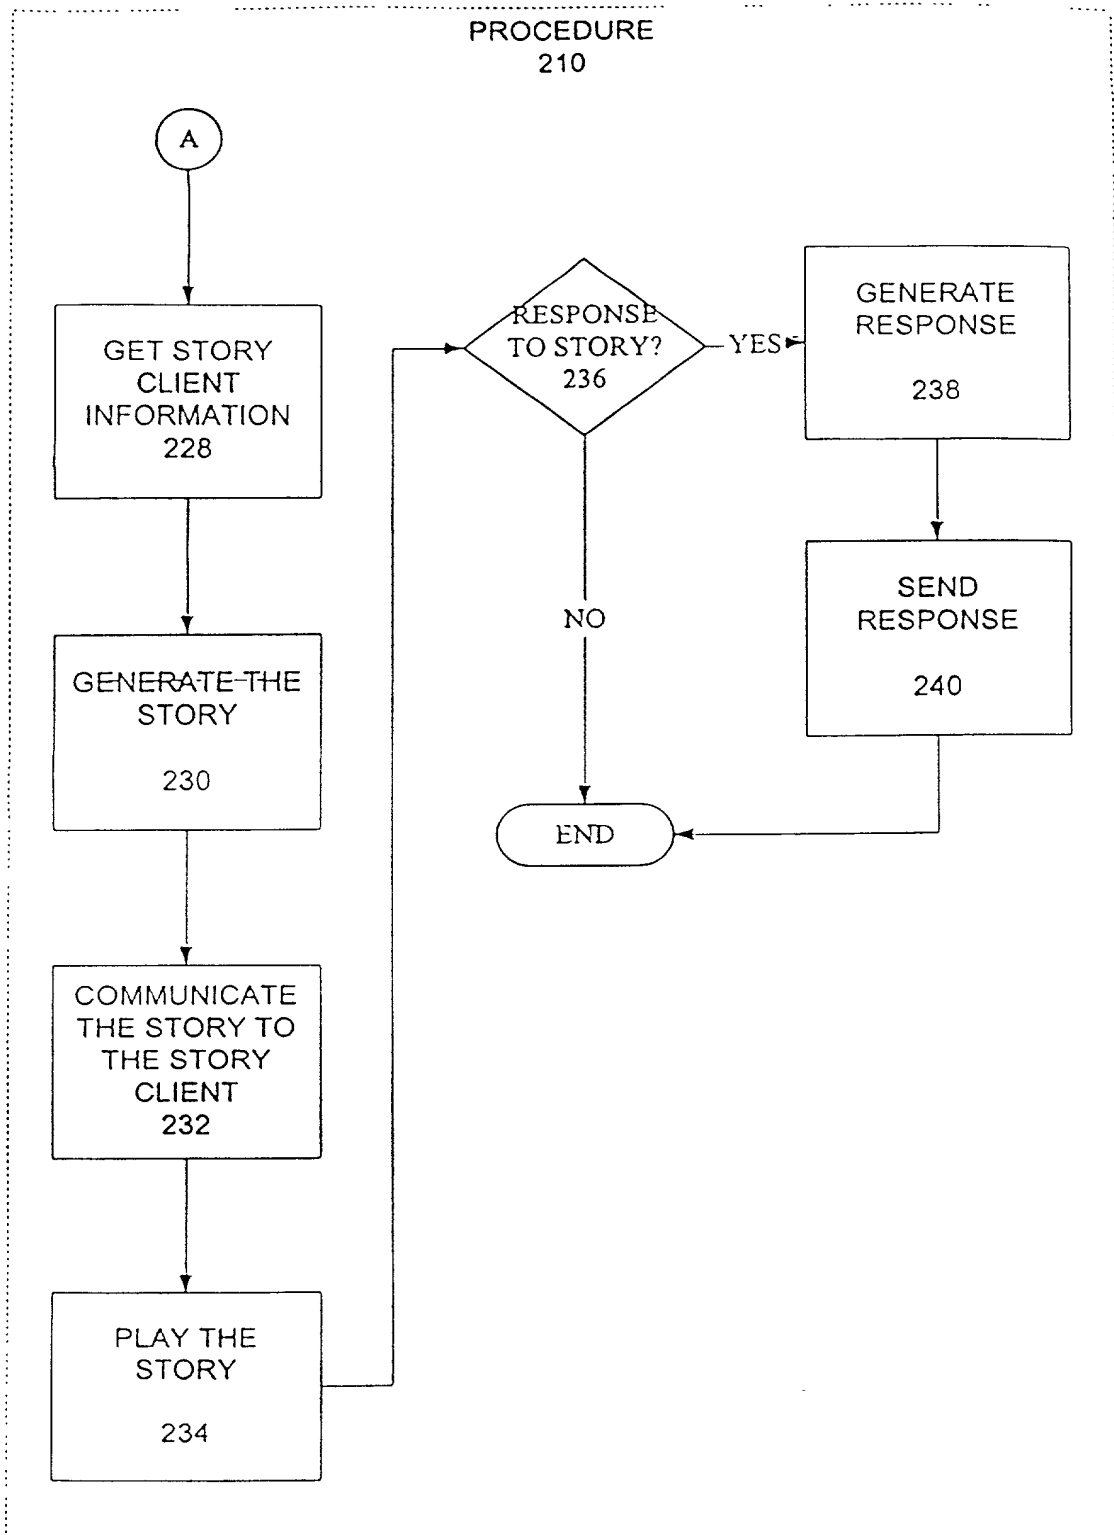 PROCEDURE
210
A
GET STORY
CLIENT
INFORMATION
228
GENERATE THE
STORY
230
COMMUNICATE
THE STORY TO
THE STORY
CLIENT
232
PLAY THE
STORY
234
RESPONSE
TO STORY?
236
YES
NO
GENERATE
RESPONSE
238
SEND
RESPONSE
240
END